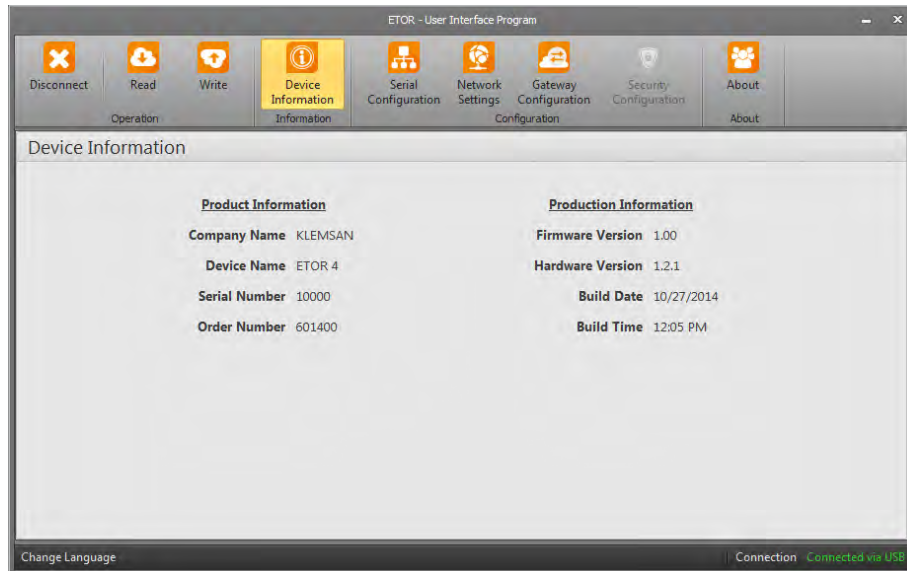 ETOR - User Interface Program
Disconnect
Read
Write
Device
Information
Serial
Configuration
Network
Settings
Gateway
Configuration
Security
Configuration
About
Operation
Information
Configuration
About
Device Information
Product Information
Company Name KLEMSAN
Device Name ETOR 4
Serial Number 10000
Order Number 601400
Production Information
Firmware Version 1.00
Hardware Version 1.2.1
Build Date 10/27/2014
Build Time 12:05 PM
Change Language
Connection Connected via USB